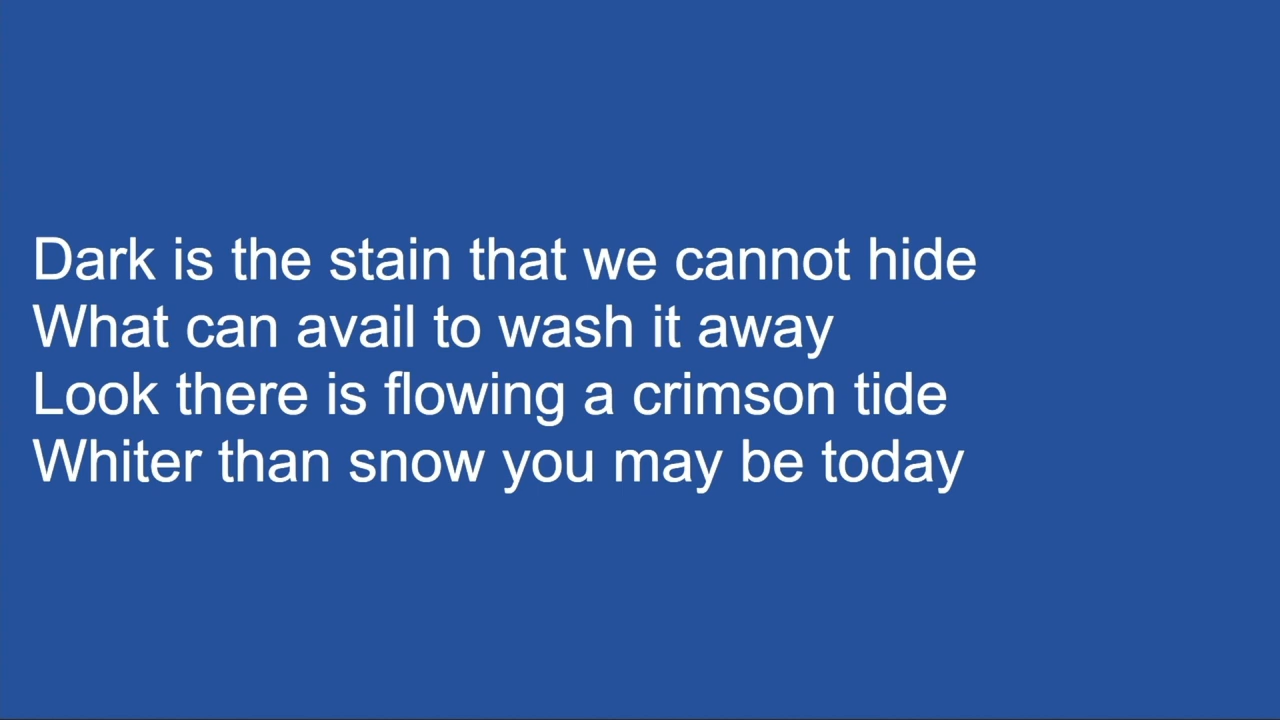 Dark is the stain that we cannot hide
What can avail to wash it away
Look there is flowing a crimson tide
Whiter than snow you may be today